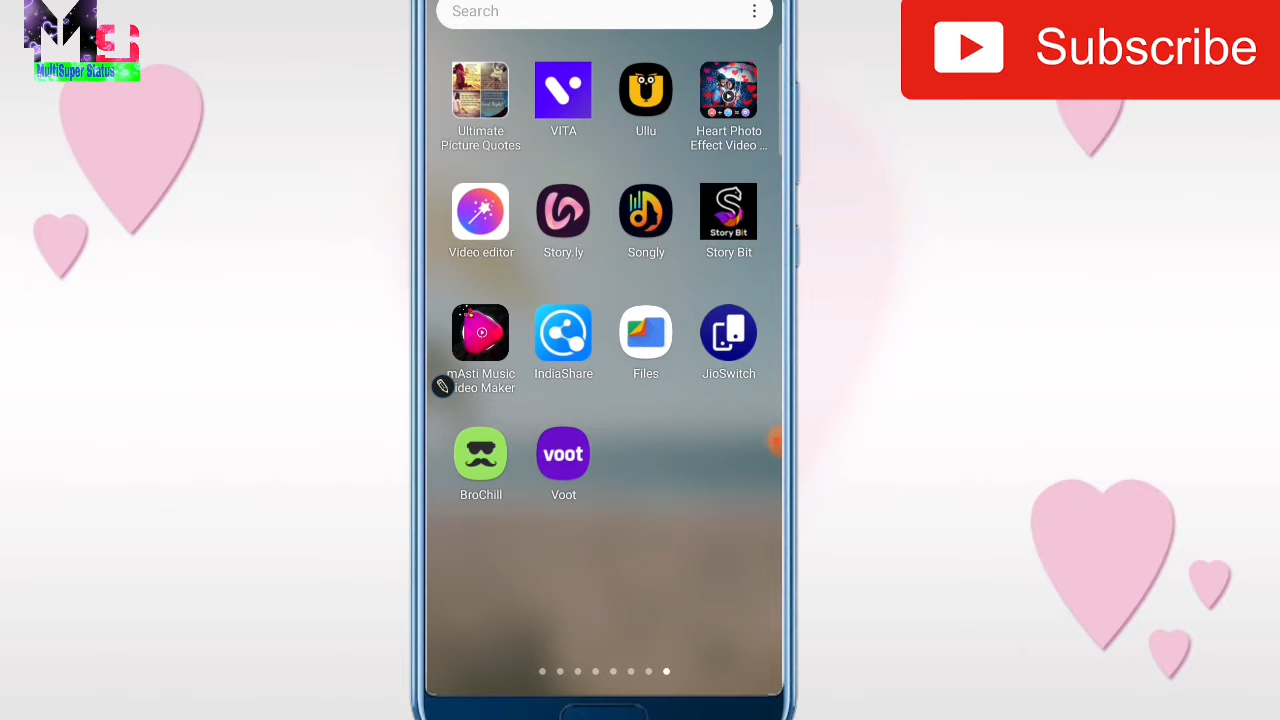 MS
MultiSuper Status
Subscribe
Search
Ultimate
Picture Quotes
VITA
Ullu
Heart Photo
Effect Video ...
Video editor
Story.ly
Songly
Story Bit
Story Bit
mAsti Music
ideo Maker
IndiaShare
Files
JioSwitch
BroChill
voot
Voot